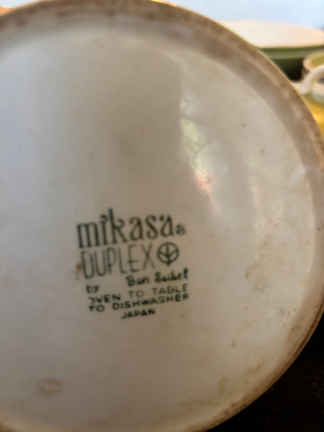 mikasa®
DUPLEX
by Ben Seibel
OVEN TO TABLE
TO DISHWASHER
JAPAN